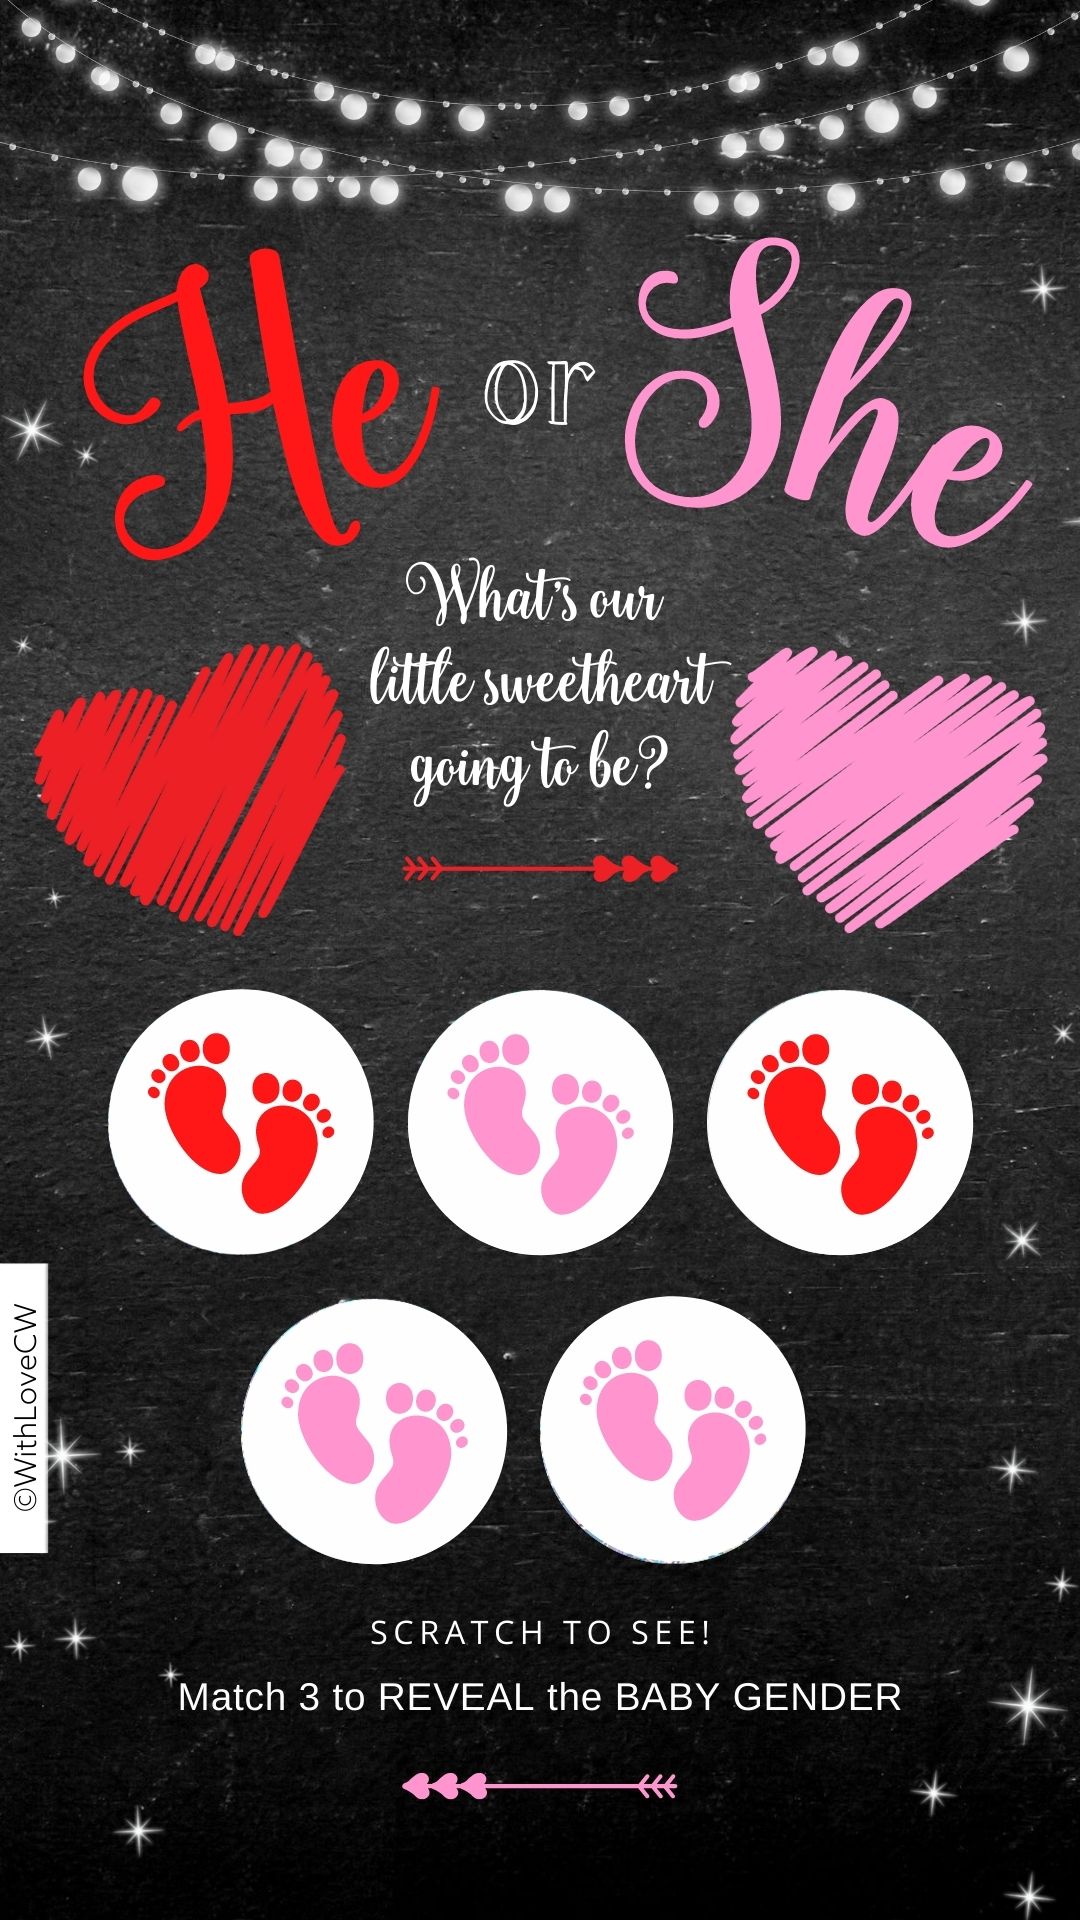 He or She
What's our
little sweetheart
going to be?
©WithLoveCW
SCRATCH TO SEE!
Match 3 to REVEAL the BABY GENDER